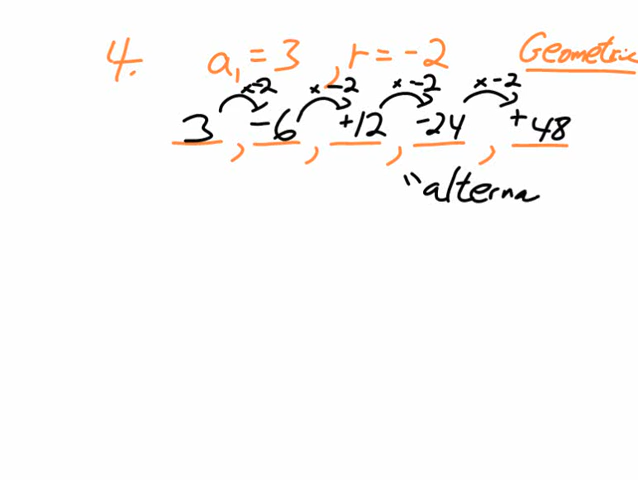 4. a₁ = 3, r = -2 Geometric
x-2 x-2 x-2 x-2
3, -6, +12, -24, +48
"alterna